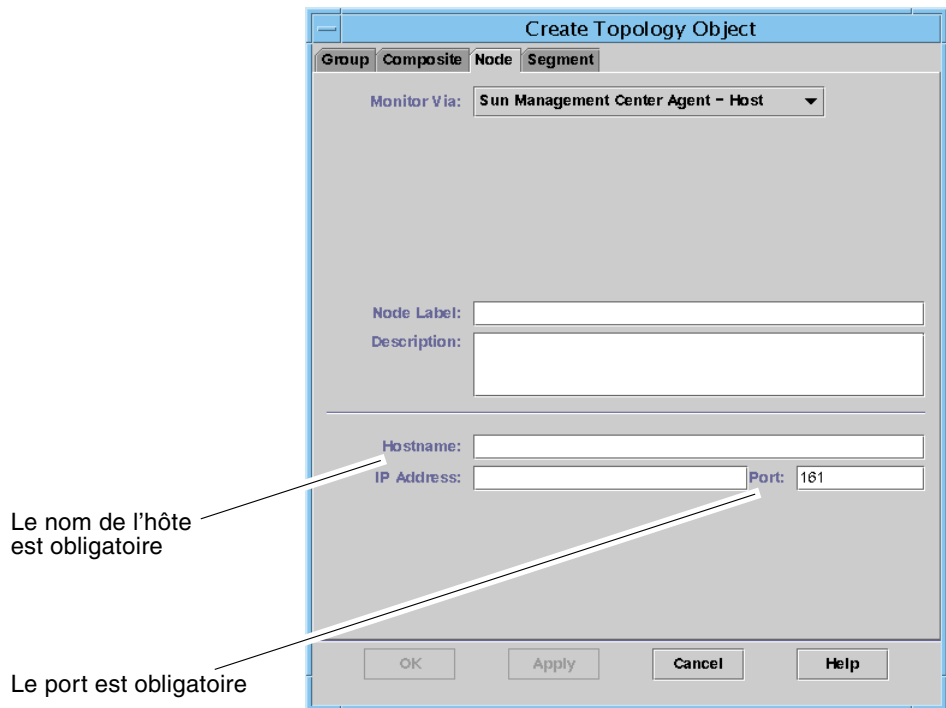 Create Topology Object
Group Composite Node Segment
Monitor Via: Sun Management Center Agent - Host
Node Label:
Description:
Hostname:
IP Address: Port: 161
Le nom de l'hôte
est obligatoire
OK Apply Cancel Help
Le port est obligatoire